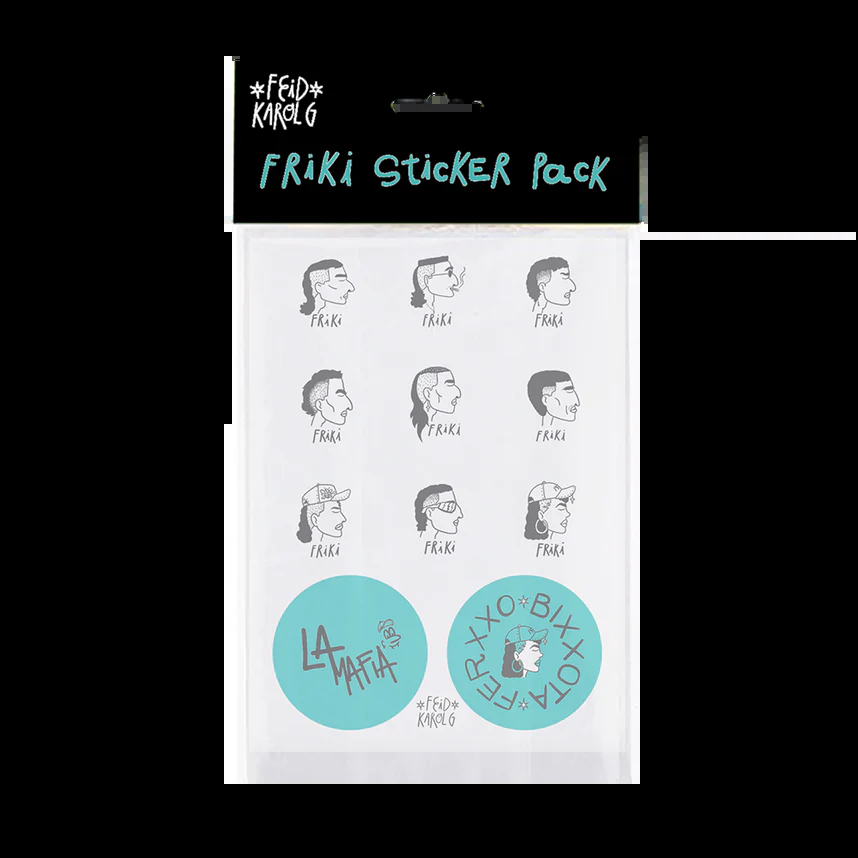 *FEID*
KAROL G
FRIKI STICKER PACK
FRIKI FRIKI FRIKI
FRIKI FRIKI FRIKI
FRIKI FRIKI FRIKI
LA
MAFIA
FERXXO*BIXXOTA*
*FEID*
KAROL G